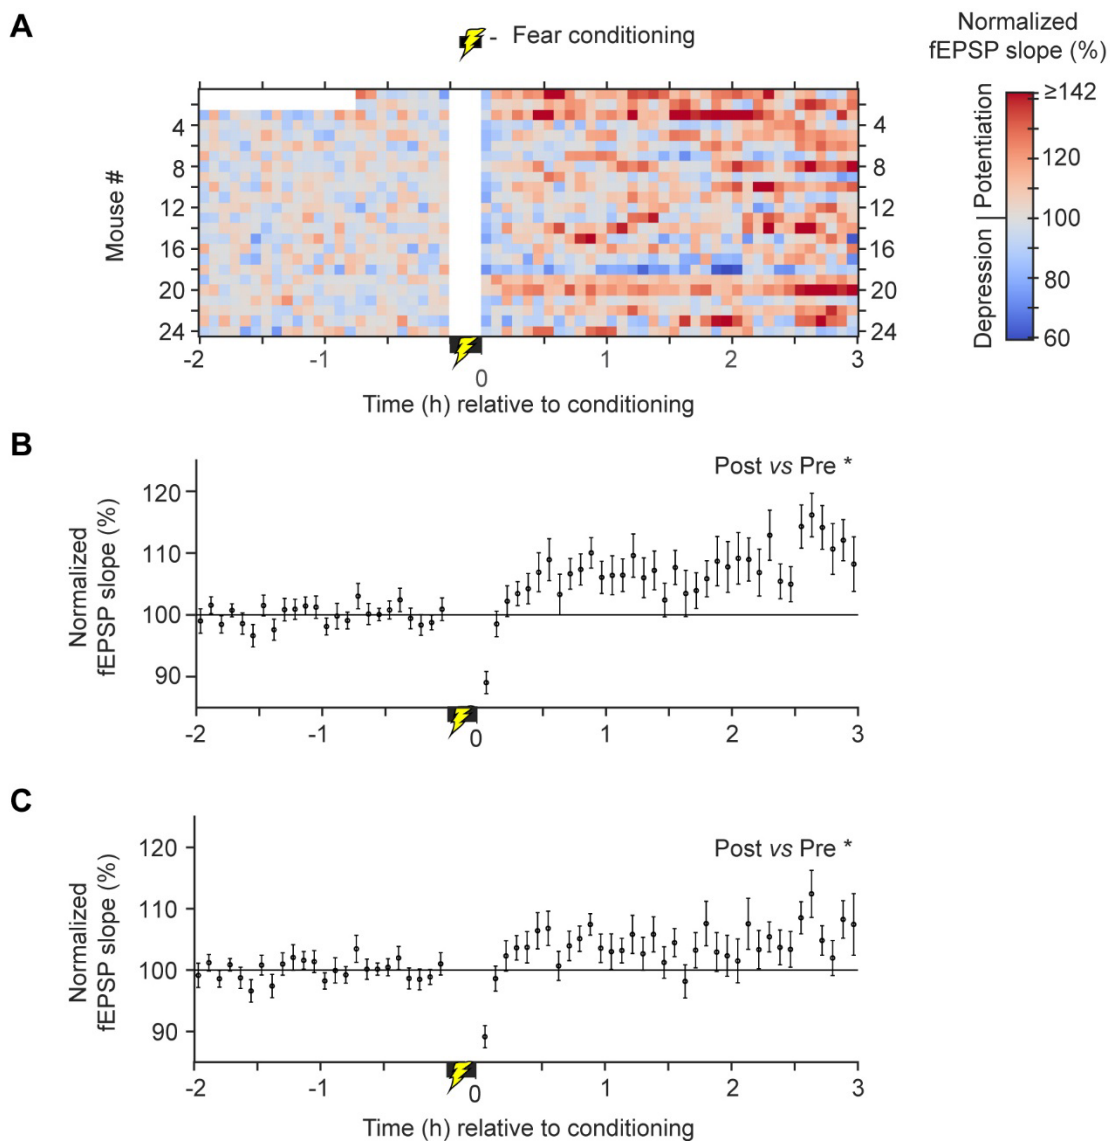 A
- Fear conditioning
Normalized
fEPSP slope (%)
Mouse #
4
8
12
16
20
24
4
8
12
16
20
24
Depression | Potentiation
≥142
120
100
80
60
-2
-1
0
1
2
3
Time (h) relative to conditioning
B
Post vs Pre *
Normalized
fEPSP slope (%)
120
110
100
90
-2
-1
0
1
2
3
C
Post vs Pre *
Normalized
fEPSP slope (%)
120
110
100
90
-2
-1
0
1
2
3
Time (h) relative to conditioning